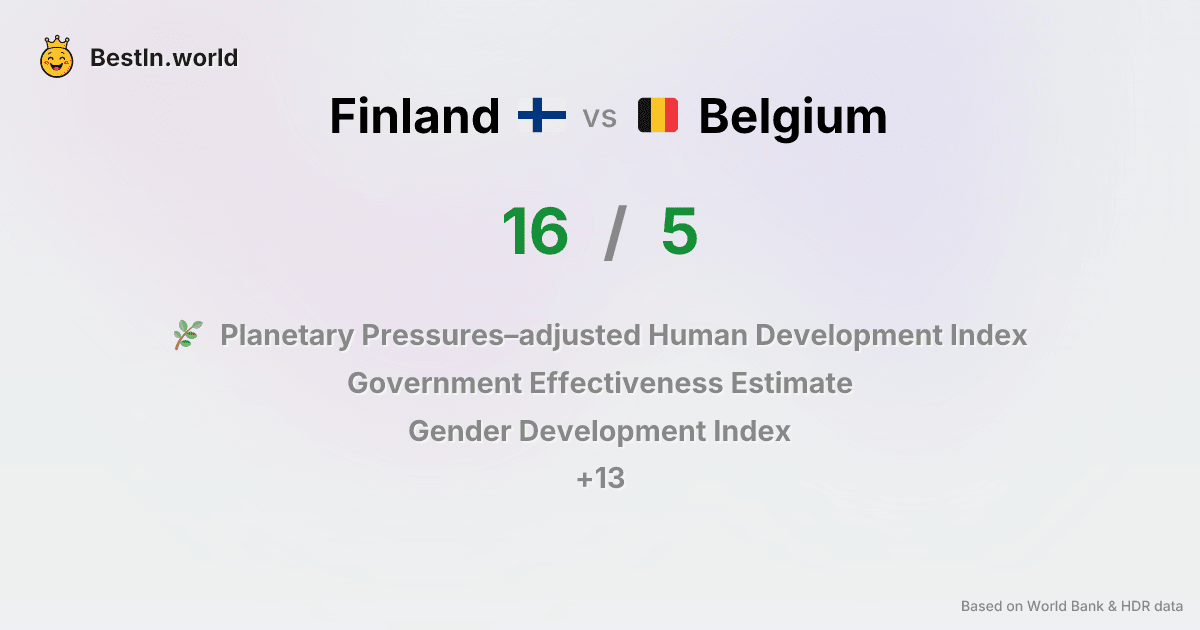 BestIn.world
Finland vs Belgium
16 / 5
Planetary Pressures–adjusted Human Development Index
Government Effectiveness Estimate
Gender Development Index
+13
Based on World Bank & HDR data